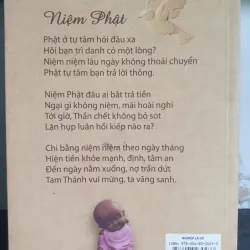 Niệm Phật
Phật ở tự tâm hỏi đâu xa
Hỏi bạn trì danh có một lòng?
Niệm niệm lâu ngày không thoái chuyển
Phật tự tâm bạn trả lời thông.
Niệm Phật đâu ai bắt trả tiền
Ngại gì không niệm, mải hoài nghi
Tới giờ, Thần chết không bỏ sót
Lặn hụp luân hồi kiếp nào ra?
Chi bằng niệm niệm theo ngày tháng
Hiện tiền khỏe mạnh, định, tâm an
Đến ngày nằm xuống, nợ trần dứt
Tam Thánh vui mừng, ta vãng sanh.